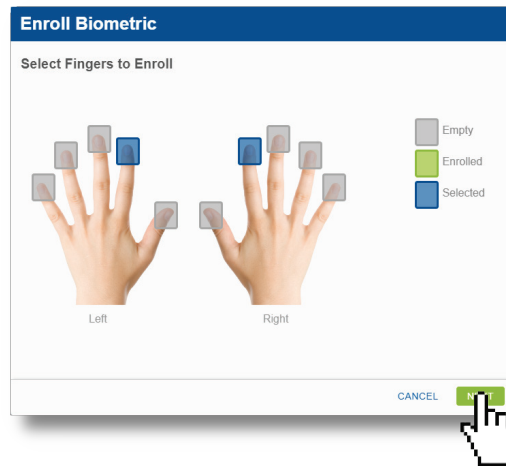 Enroll Biometric
Select Fingers to Enroll
Empty
Enrolled
Selected
Left
Right
CANCEL